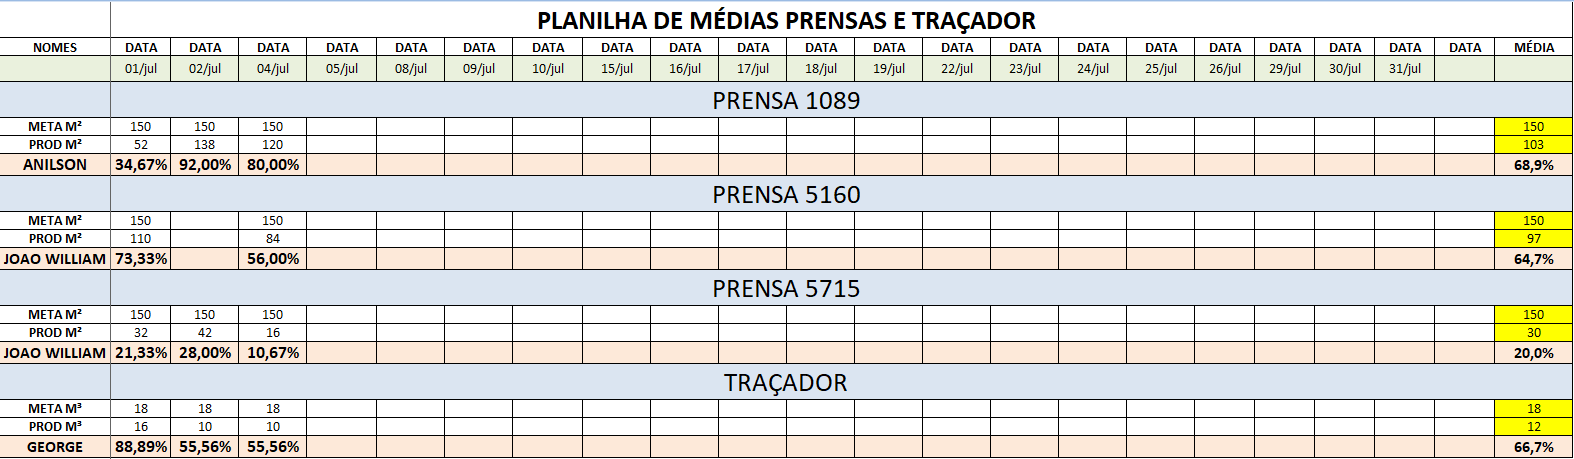 PLANILHA DE MÉDIAS PRENSAS E TRAÇADOR
NOMES DATA DATA DATA DATA DATA DATA DATA DATA DATA DATA DATA DATA DATA DATA DATA DATA DATA DATA DATA DATA DATA MÉDIA
01/jul 02/jul 04/jul 05/jul 08/jul 09/jul 10/jul 15/jul 16/jul 17/jul 18/jul 19/jul 22/jul 23/jul 24/jul 25/jul 26/jul 29/jul 30/jul 31/jul
PRENSA 1089
META M² 150 150 150 150
PROD M² 52 138 120 103
ANILSON 34,67% 92,00% 80,00% 68,9%
PRENSA 5160
META M² 150 150 150
PROD M² 110 84 97
JOAO WILLIAM 73,33% 56,00% 64,7%
PRENSA 5715
META M² 150 150 150 150
PROD M² 32 42 16 30
JOAO WILLIAM 21,33% 28,00% 10,67% 20,0%
TRAÇADOR
META M³ 18 18 18 18
PROD M³ 16 10 10 12
GEORGE 88,89% 55,56% 55,56% 66,7%